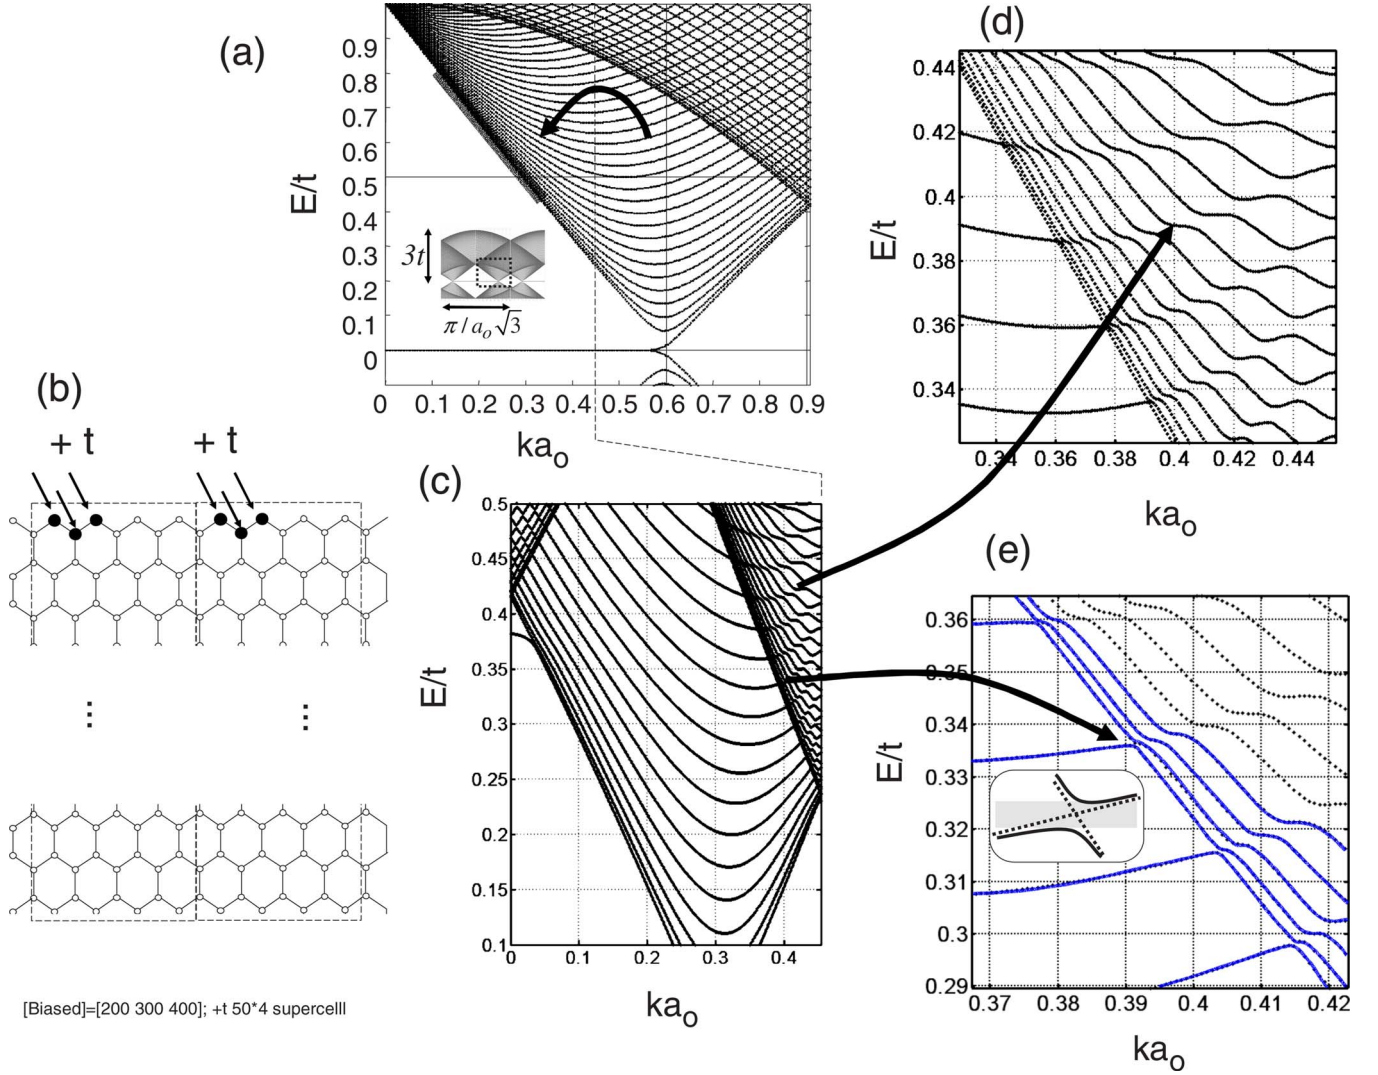 (a)
0.9
0.8
0.7
0.6
0.5
0.4
0.3
0.2
0.1
0
E/t
3t
π / aₒ√3
0 0.1 0.2 0.3 0.4 0.5 0.6 0.7 0.8 0.9
kaₒ
(b)
+ t + t
⋮ ⋮
[Biased]=[200 300 400]; +t 50*4 supercelll
(c)
0.5
0.45
0.4
0.35
0.3
0.25
0.2
0.15
0.1
E/t
0 0.1 0.2 0.3 0.4
kaₒ
(d)
0.44
0.42
0.4
0.38
0.36
0.34
E/t
0.34 0.36 0.38 0.4 0.42 0.44
kaₒ
(e)
0.36
0.35
0.34
0.33
0.32
0.31
0.3
0.29
E/t
0.37 0.38 0.39 0.4 0.41 0.42
kaₒ